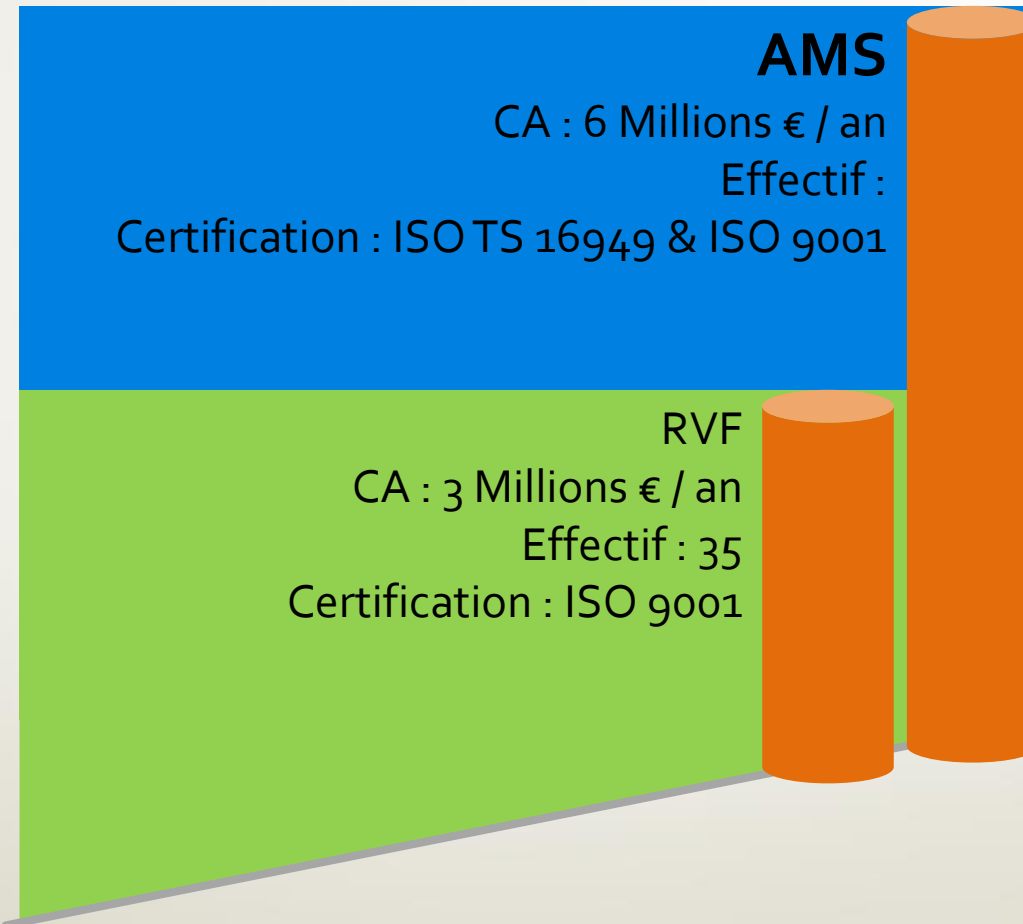 AMS
CA : 6 Millions € / an
Effectif :
Certification : ISO TS 16949 & ISO 9001
RVF
CA : 3 Millions € / an
Effectif : 35
Certification : ISO 9001